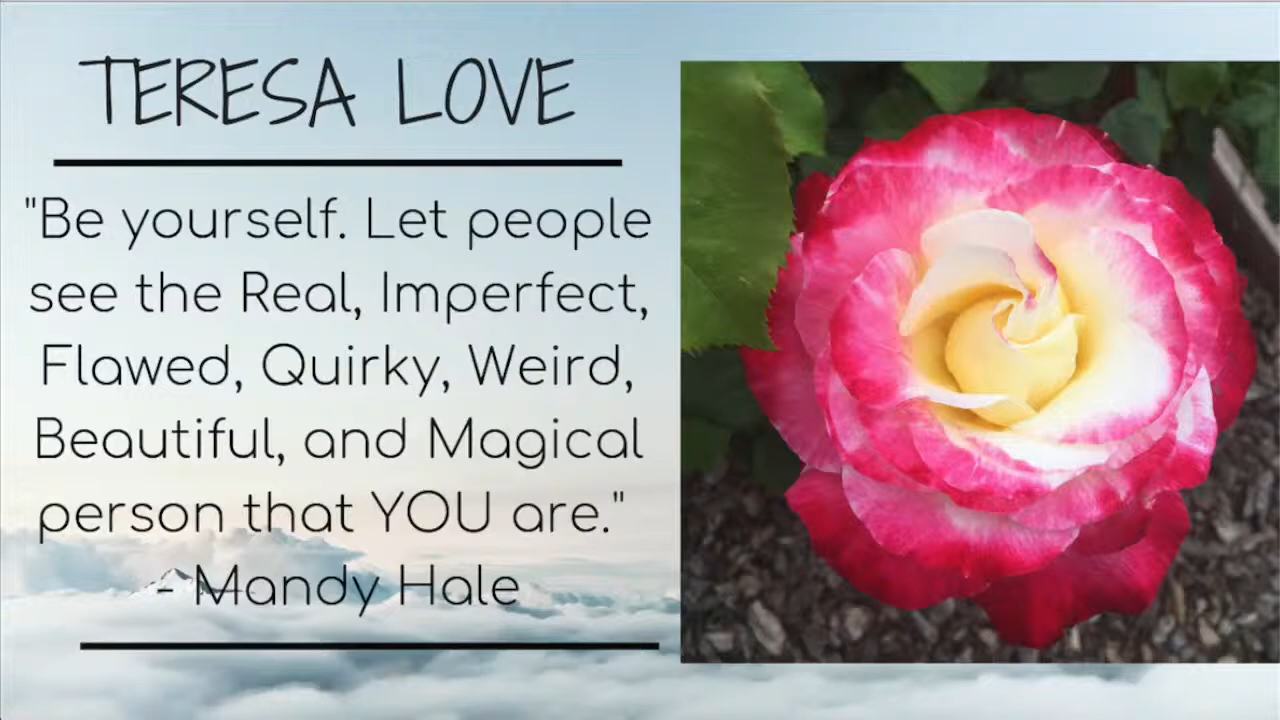 TERESA LOVE
"Be yourself. Let people
see the Real, Imperfect,
Flawed, Quirky, Weird,
Beautiful, and Magical
person that YOU are."
- Mandy Hale